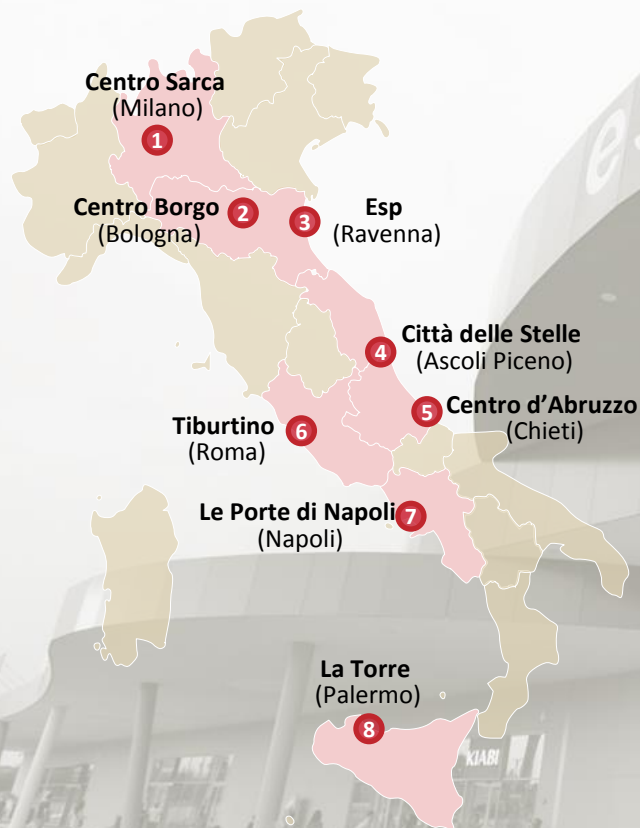 Centro Sarca
(Milano)
1
Centro Borgo
(Bologna)
2
3
Esp
(Ravenna)
4
Città delle Stelle
(Ascoli Piceno)
5
Centro d'Abruzzo
(Chieti)
Tiburtino
(Roma)
6
Le Porte di Napoli
(Napoli)
7
La Torre
(Palermo)
8
KIABI
es